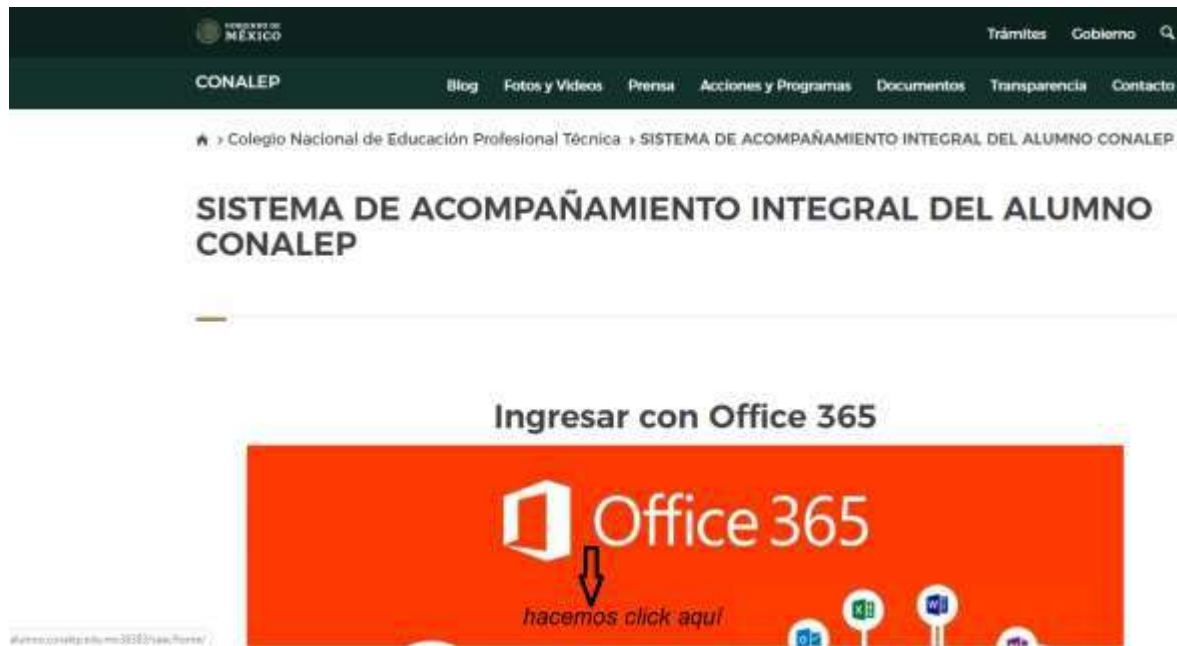 GOBIERNO DE
MÉXICO
Trámites Gobierno
CONALEP Blog Fotos y Videos Prensa Acciones y Programas Documentos Transparencia Contacto
› Colegio Nacional de Educación Profesional Técnica › SISTEMA DE ACOMPAÑAMIENTO INTEGRAL DEL ALUMNO CONALEP
SISTEMA DE ACOMPAÑAMIENTO INTEGRAL DEL ALUMNO
CONALEP
Ingresar con Office 365
Office 365
hacemos click aquí